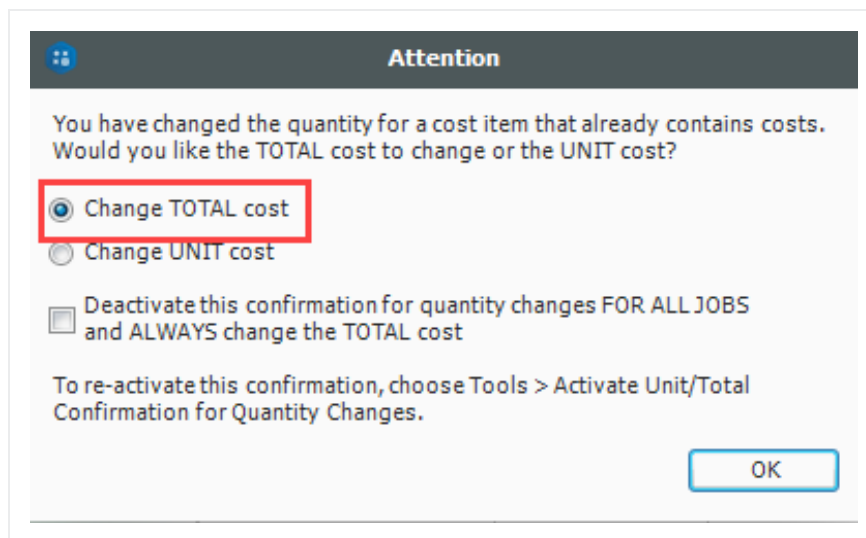 Attention
You have changed the quantity for a cost item that already contains costs.
Would you like the TOTAL cost to change or the UNIT cost?
Change TOTAL cost
Change UNIT cost
Deactivate this confirmation for quantity changes FOR ALL JOBS
and ALWAYS change the TOTAL cost
To re-activate this confirmation, choose Tools > Activate Unit/Total
Confirmation for Quantity Changes.
OK